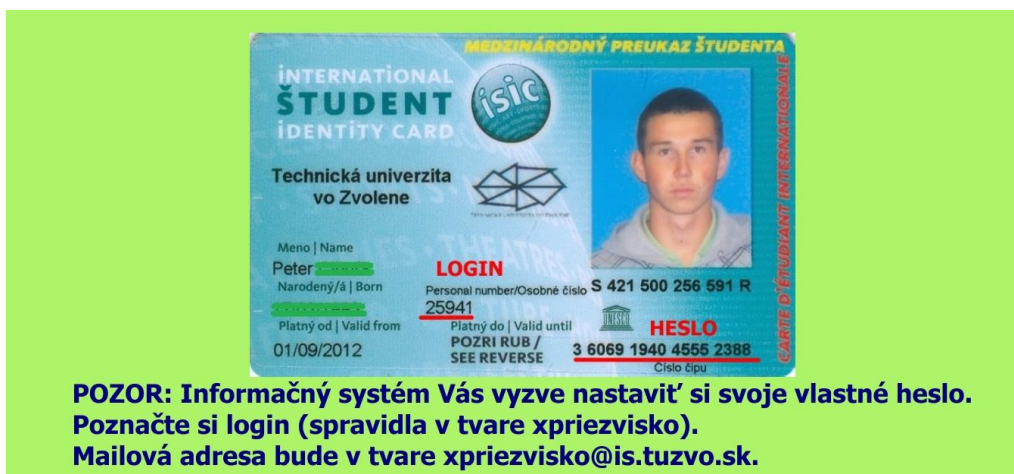 MEDZINÁRODNÝ PREUKAZ ŠTUDENTA
INTERNATIONAL
ŠTUDENT
IDENTITY CARD
isic
Technická univerzita
vo Zvolene
CARTE D'ÉTUDIANT INTERNATIONALE
Meno | Name
Peter
LOGIN
Narodený/á | Born
Personal number/Osobné číslo
S 421 500 256 591 R
25941
UNESCO
HESLO
Platný od | Valid from
Platný do | Valid until
01/09/2012
POZRI RUB /
SEE REVERSE
3 6069 1940 4555 2388
Číslo čipu
POZOR: Informačný systém Vás vyzve nastaviť si svoje vlastné heslo.
Poznačte si login (spravidla v tvare xpriezvisko).
Mailová adresa bude v tvare xpriezvisko@is.tuzvo.sk.